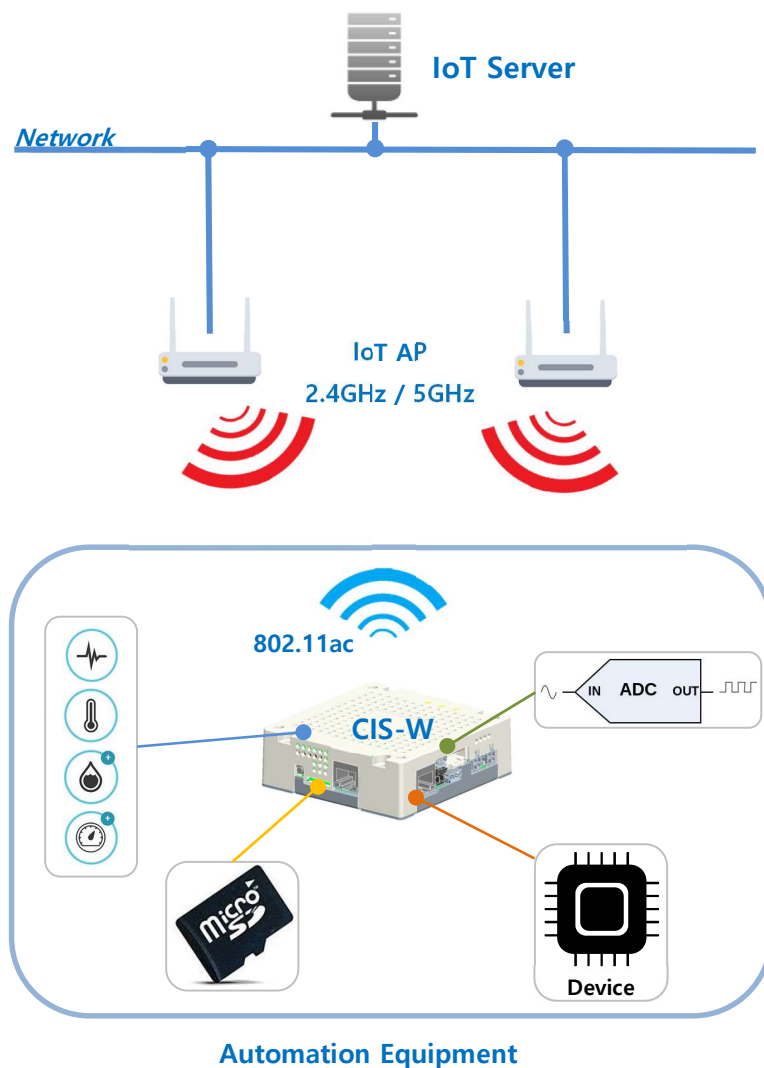 IoT Server
Network
IoT AP
2.4GHz / 5GHz
802.11ac
IN ADC OUT
CIS-W
micro
SD
Device
Automation Equipment